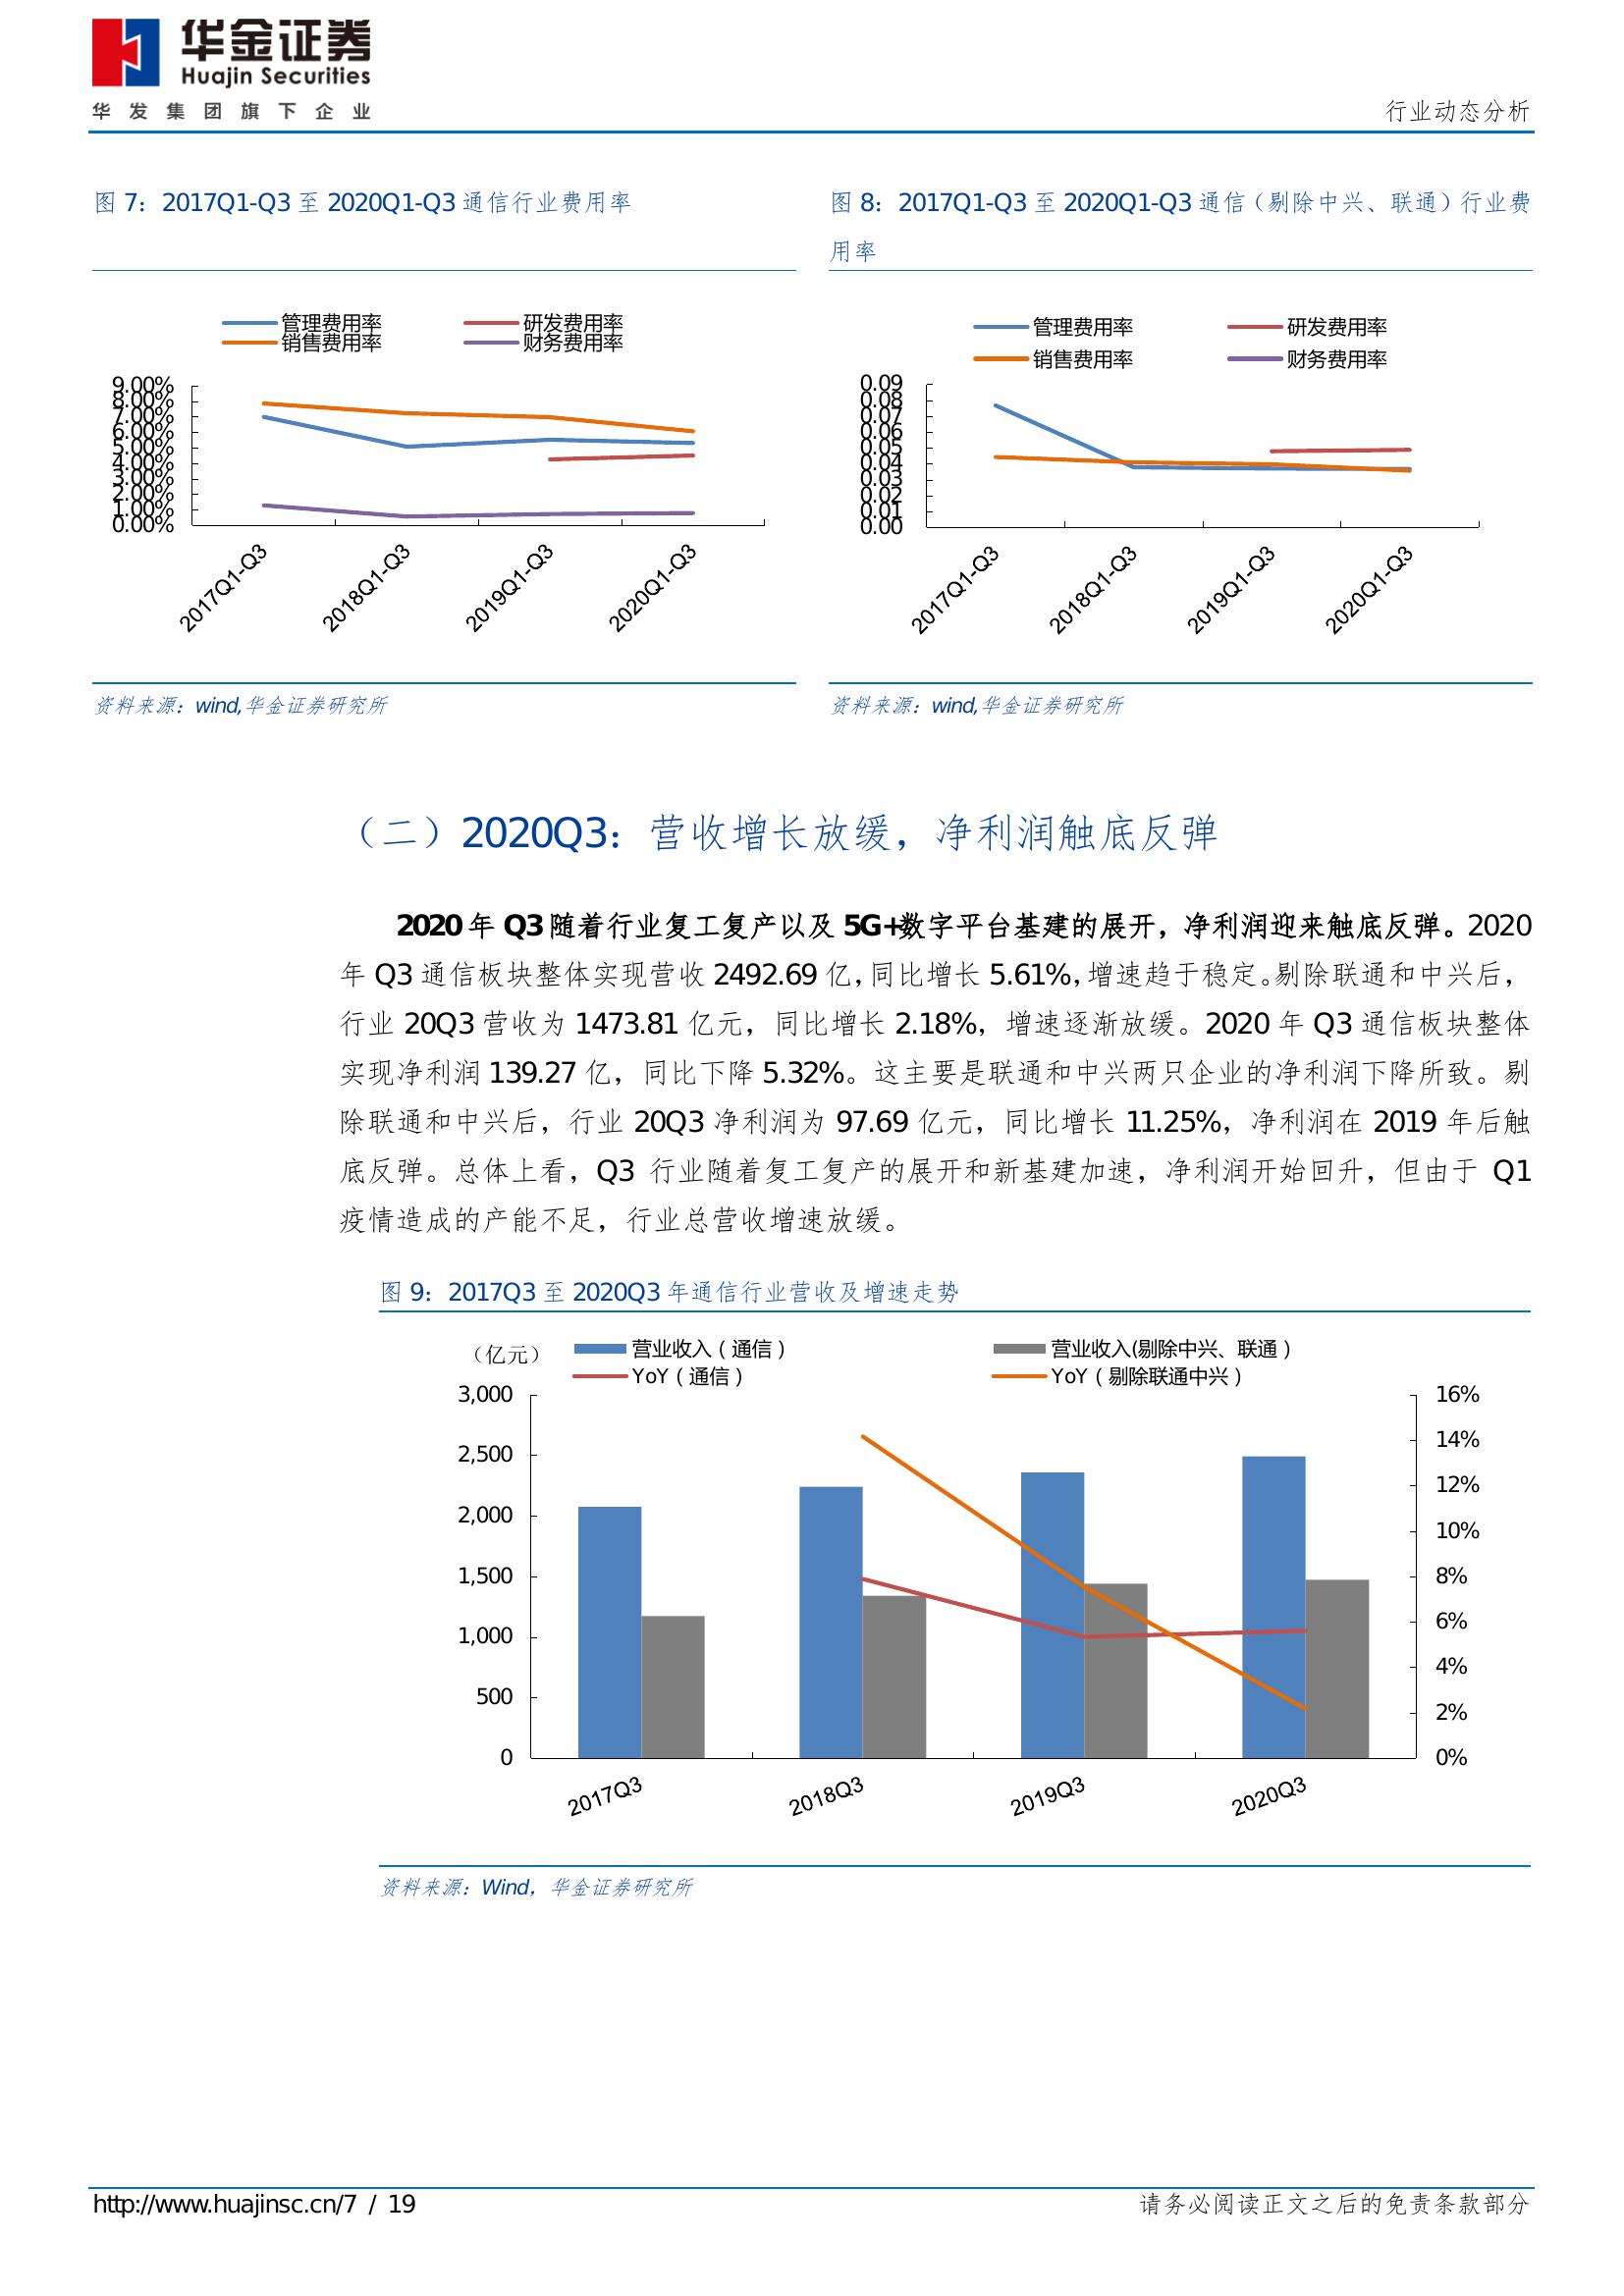 华金证券
Huajin Securities
华发集团旗下企业
行业动态分析
图 7：2017Q1-Q3 至 2020Q1-Q3 通信行业费用率
管理费用率
研发费用率
销售费用率
财务费用率
9.00%
8.00%
7.00%
6.00%
5.00%
4.00%
3.00%
2.00%
1.00%
0.00%
2017Q1-Q3
2018Q1-Q3
2019Q1-Q3
2020Q1-Q3
资料来源：wind,华金证券研究所
图 8：2017Q1-Q3 至 2020Q1-Q3 通信（剔除中兴、联通）行业费
用率
管理费用率
研发费用率
销售费用率
财务费用率
0.09
0.08
0.07
0.06
0.05
0.04
0.03
0.02
0.01
0.00
2017Q1-Q3
2018Q1-Q3
2019Q1-Q3
2020Q1-Q3
资料来源：wind,华金证券研究所
（二）2020Q3：营收增长放缓，净利润触底反弹
2020 年 Q3 随着行业复工复产以及 5G+数字平台基建的展开，净利润迎来触底反弹。2020
年 Q3 通信板块整体实现营收 2492.69 亿，同比增长 5.61%，增速趋于稳定。剔除联通和中兴后，
行业 20Q3 营收为 1473.81 亿元，同比增长 2.18%，增速逐渐放缓。2020 年 Q3 通信板块整体
实现净利润 139.27 亿，同比下降 5.32%。这主要是联通和中兴两只企业的净利润下降所致。剔
除联通和中兴后，行业 20Q3 净利润为 97.69 亿元，同比增长 11.25%，净利润在 2019 年后触
底反弹。总体上看，Q3 行业随着复工复产的展开和新基建加速，净利润开始回升，但由于 Q1
疫情造成的产能不足，行业总营收增速放缓。
图 9：2017Q3 至 2020Q3 年通信行业营收及增速走势
（亿元）
营业收入（通信）
营业收入(剔除中兴、联通）
YoY（通信）
YoY（剔除联通中兴）
3,000
2,500
2,000
1,500
1,000
500
0
16%
14%
12%
10%
8%
6%
4%
2%
0%
2017Q3
2018Q3
2019Q3
2020Q3
资料来源：Wind，华金证券研究所
http://www.huajinsc.cn/7 / 19
请务必阅读正文之后的免责条款部分